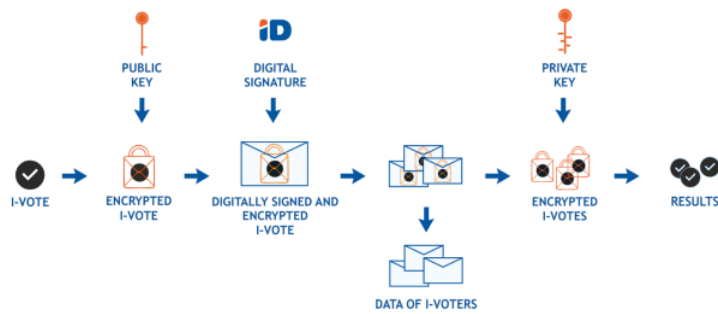 iD
PUBLIC
KEY
DIGITAL
SIGNATURE
PRIVATE
KEY
I-VOTE
ENCRYPTED
I-VOTE
DIGITALLY SIGNED AND
ENCRYPTED
I-VOTE
ENCRYPTED
I-VOTES
RESULTS
DATA OF I-VOTERS